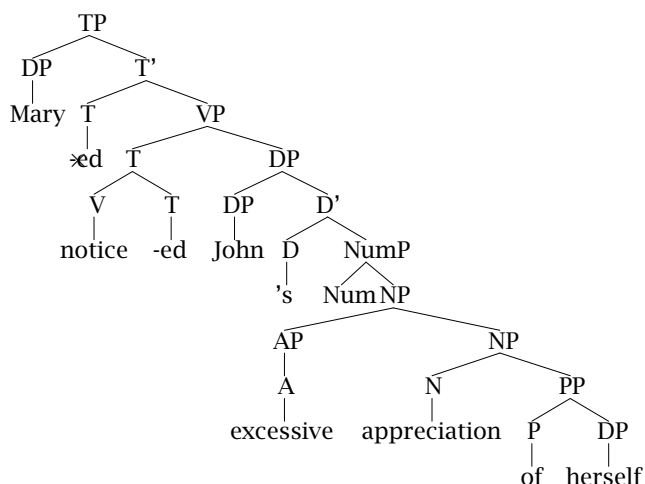 TP
DP T’
Mary T VP
-ed T DP
V T DP D’
notice -ed John D NumP
’s Num NP
AP NP
A N PP
excessive appreciation P DP
of herself